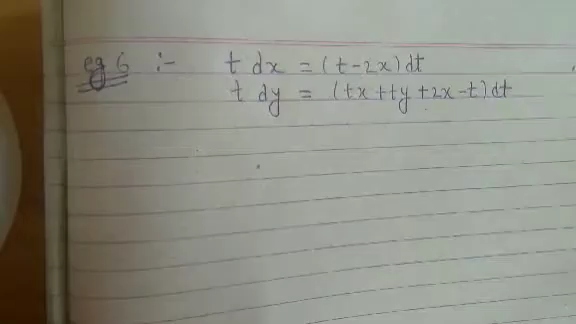 eg 6 :- t dx = (t-2x)dt
t dy = (tx+ty+2x-t)dt